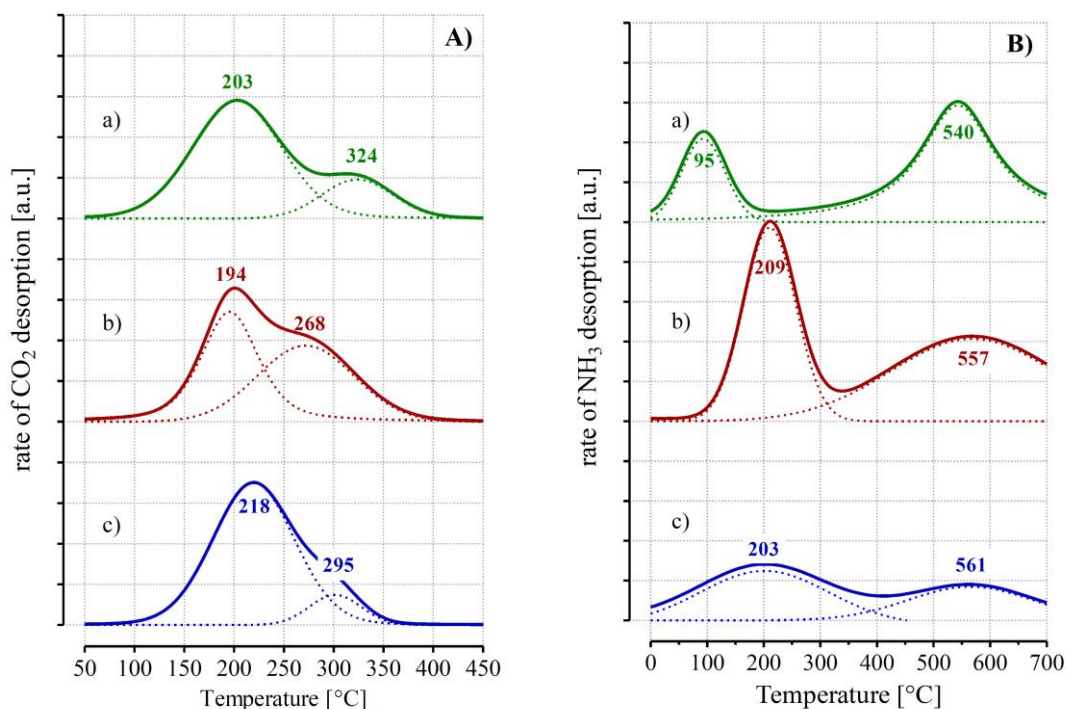 A)
203
a)
324
194
b)
268
218
c)
295
rate of CO2 desorption [a.u.]
50 100 150 200 250 300 350 400 450
Temperature [°C]
B)
a)
95
540
209
b)
557
c)
203
561
rate of NH3 desorption [a.u.]
0 100 200 300 400 500 600 700
Temperature [°C]